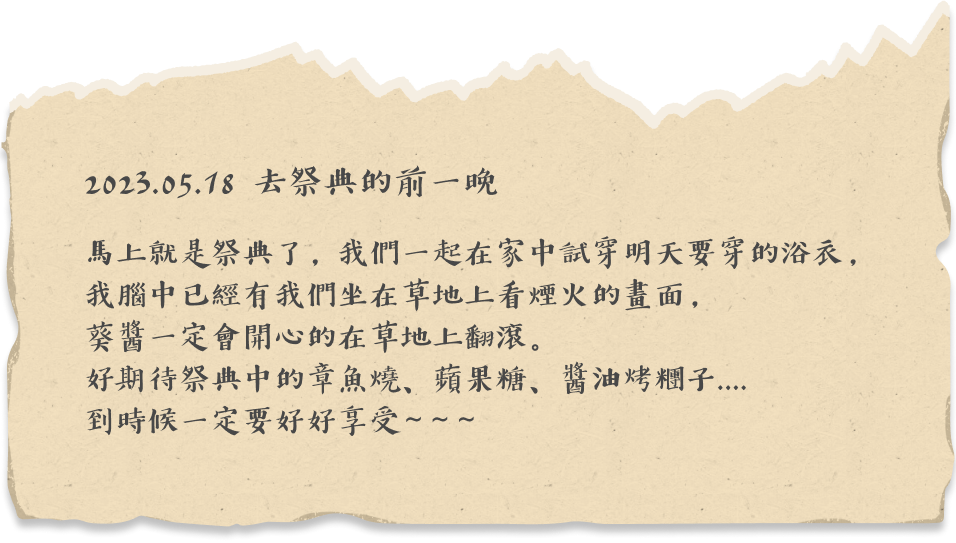 2023.05.18 去祭典的前一晚
馬上就是祭典了，我們一起在家中試穿明天要穿的浴衣，
我腦中已經有我們坐在草地上看煙火的畫面，
葵醬一定會開心的在草地上翻滾。
好期待祭典中的章魚燒、蘋果糖、醬油烤糰子....
到時候一定要好好享受~~~